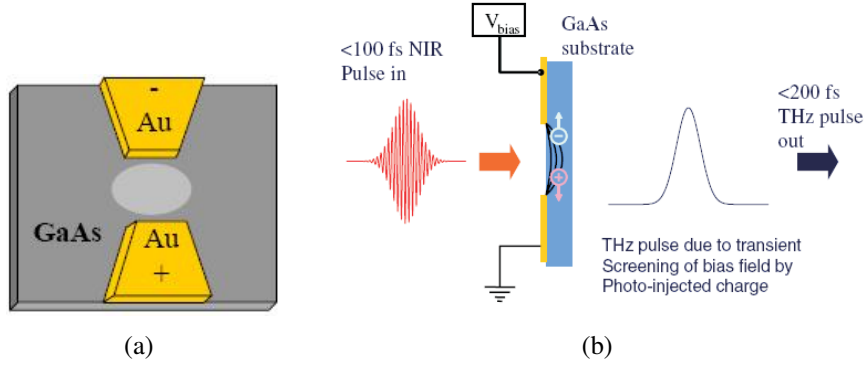 -
Au
GaAs
Au
+
(a)
V_bias
GaAs
substrate
<100 fs NIR
Pulse in
−
+
<200 fs
THz pulse
out
THz pulse due to transient
Screening of bias field by
Photo-injected charge
(b)